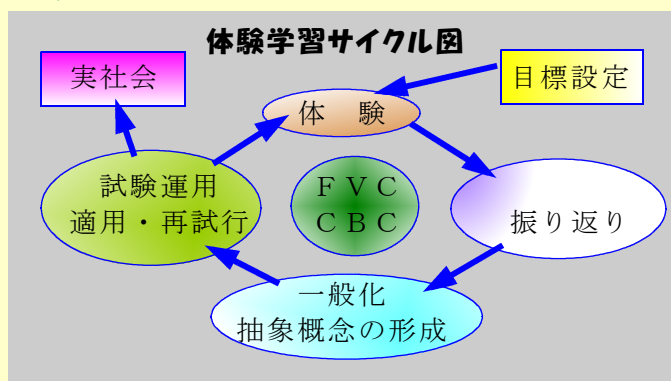 体験学習サイクル図
実社会
目標設定
体　験
試験運用
適用・再試行
ＦＶＣ
ＣＢＣ
振り返り
一般化
抽象概念の形成